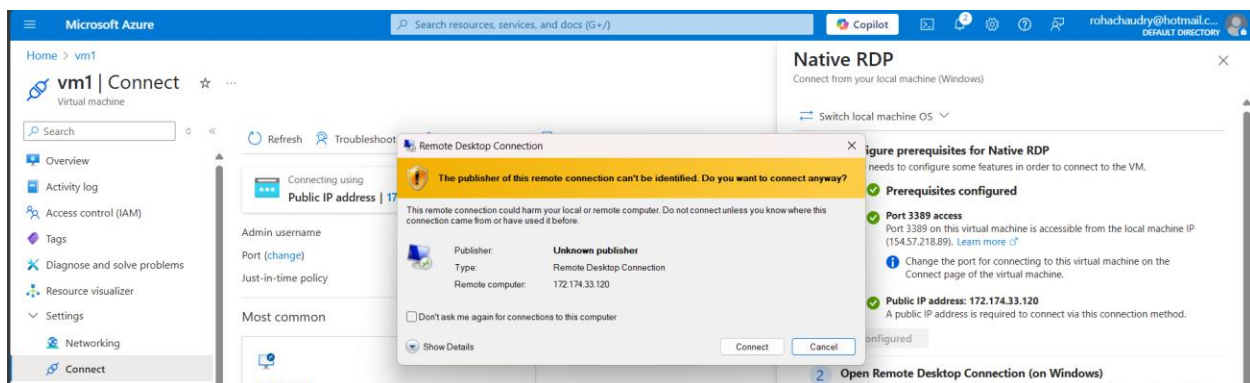 Microsoft Azure
Search resources, services, and docs (G+/)
Copilot
2
rohachaudry@hotmail.c...
DEFAULT DIRECTORY
Home > vm1
vm1 | Connect
Virtual machine
Search
Overview
Activity log
Access control (IAM)
Tags
Diagnose and solve problems
Resource visualizer
Settings
Networking
Connect
Refresh Troubleshoot
Connecting using
Public IP address | 17
Admin username
Port (change)
Just-in-time policy
Most common
Remote Desktop Connection
The publisher of this remote connection can't be identified. Do you want to connect anyway?
This remote connection could harm your local or remote computer. Do not connect unless you know where this
connection came from or have used it before.
Publisher: Unknown publisher
Type: Remote Desktop Connection
Remote computer: 172.174.33.120
Don't ask me again for connections to this computer
Show Details
Connect
Cancel
Native RDP
Connect from your local machine (Windows)
Switch local machine OS
igure prerequisites for Native RDP
needs to configure some features in order to connect to the VM.
Prerequisites configured
Port 3389 access
Port 3389 on this virtual machine is accessible from the local machine IP
(154.57.218.89). Learn more
Change the port for connecting to this virtual machine on the
Connect page of the virtual machine.
Public IP address: 172.174.33.120
A public IP address is required to connect via this connection method.
onfigured
2 Open Remote Desktop Connection (on Windows)